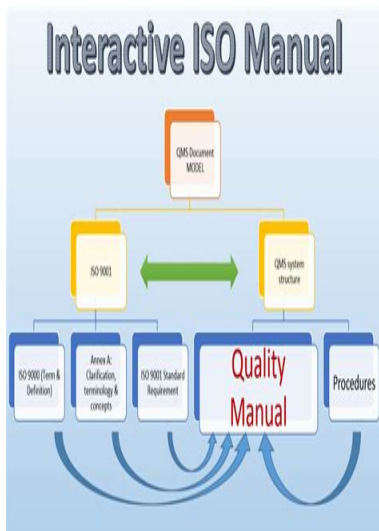 Interactive ISO Manual
QMS Document
MODEL
ISO 9001
QMS system
structure
ISO 9000 (Term &
Definition)
Annex A:
Clarification,
terminology &
concepts
ISO 9001 Standard
Requirement
Quality
Manual
Procedures